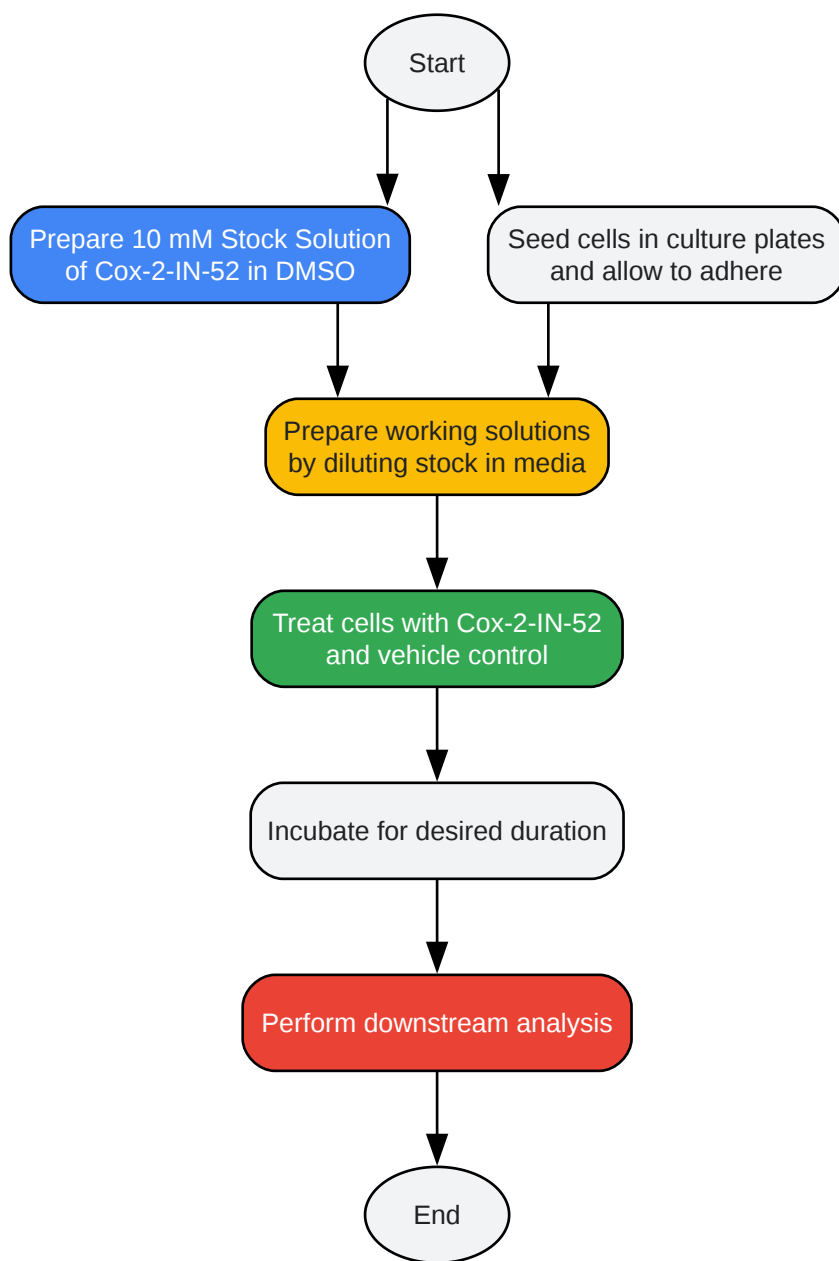 Start
Prepare 10 mM Stock Solution
of Cox-2-IN-52 in DMSO
Seed cells in culture plates
and allow to adhere
Prepare working solutions
by diluting stock in media
Treat cells with Cox-2-IN-52
and vehicle control
Incubate for desired duration
Perform downstream analysis
End